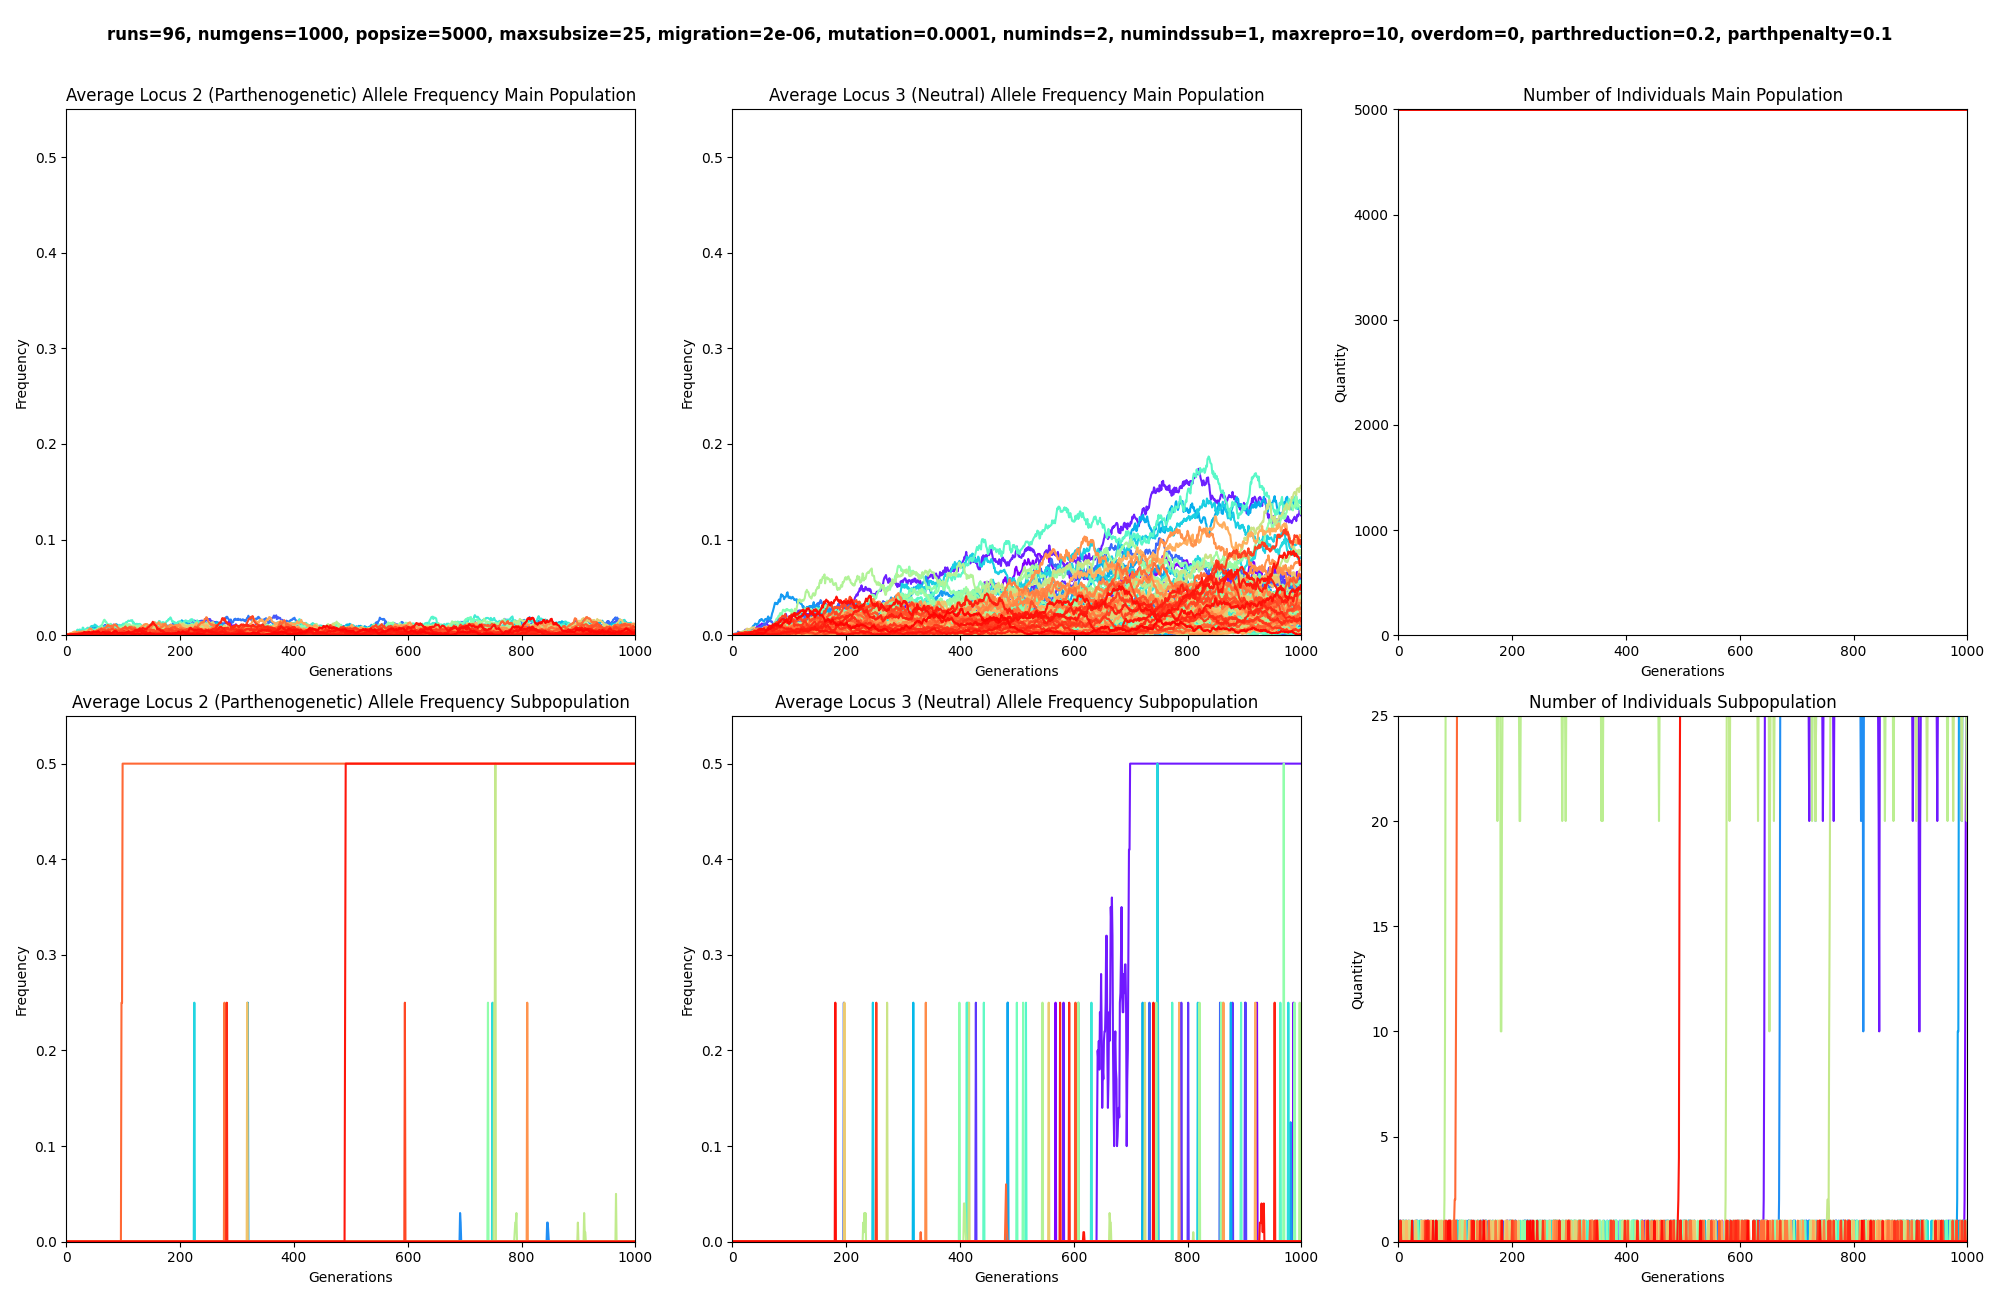 runs=96, numgens=1000, popsize=5000, maxsubsize=25, migration=2e-06, mutation=0.0001, numinds=2, numindssub=1, maxrepro=10, overdom=0, parthreduction=0.2, parthpenalty=0.1
Average Locus 2 (Parthenogenetic) Allele Frequency Main Population
Frequency
0.5
0.4
0.3
0.2
0.1
0.0
0 200 400 600 800 1000
Generations
Average Locus 3 (Neutral) Allele Frequency Main Population
Frequency
0.5
0.4
0.3
0.2
0.1
0.0
0 200 400 600 800 1000
Generations
Number of Individuals Main Population
Quantity
5000
4000
3000
2000
1000
0
0 200 400 600 800 1000
Generations
Average Locus 2 (Parthenogenetic) Allele Frequency Subpopulation
Frequency
0.5
0.4
0.3
0.2
0.1
0.0
0 200 400 600 800 1000
Generations
Average Locus 3 (Neutral) Allele Frequency Subpopulation
Frequency
0.5
0.4
0.3
0.2
0.1
0.0
0 200 400 600 800 1000
Generations
Number of Individuals Subpopulation
Quantity
25
20
15
10
5
0
0 200 400 600 800 1000
Generations